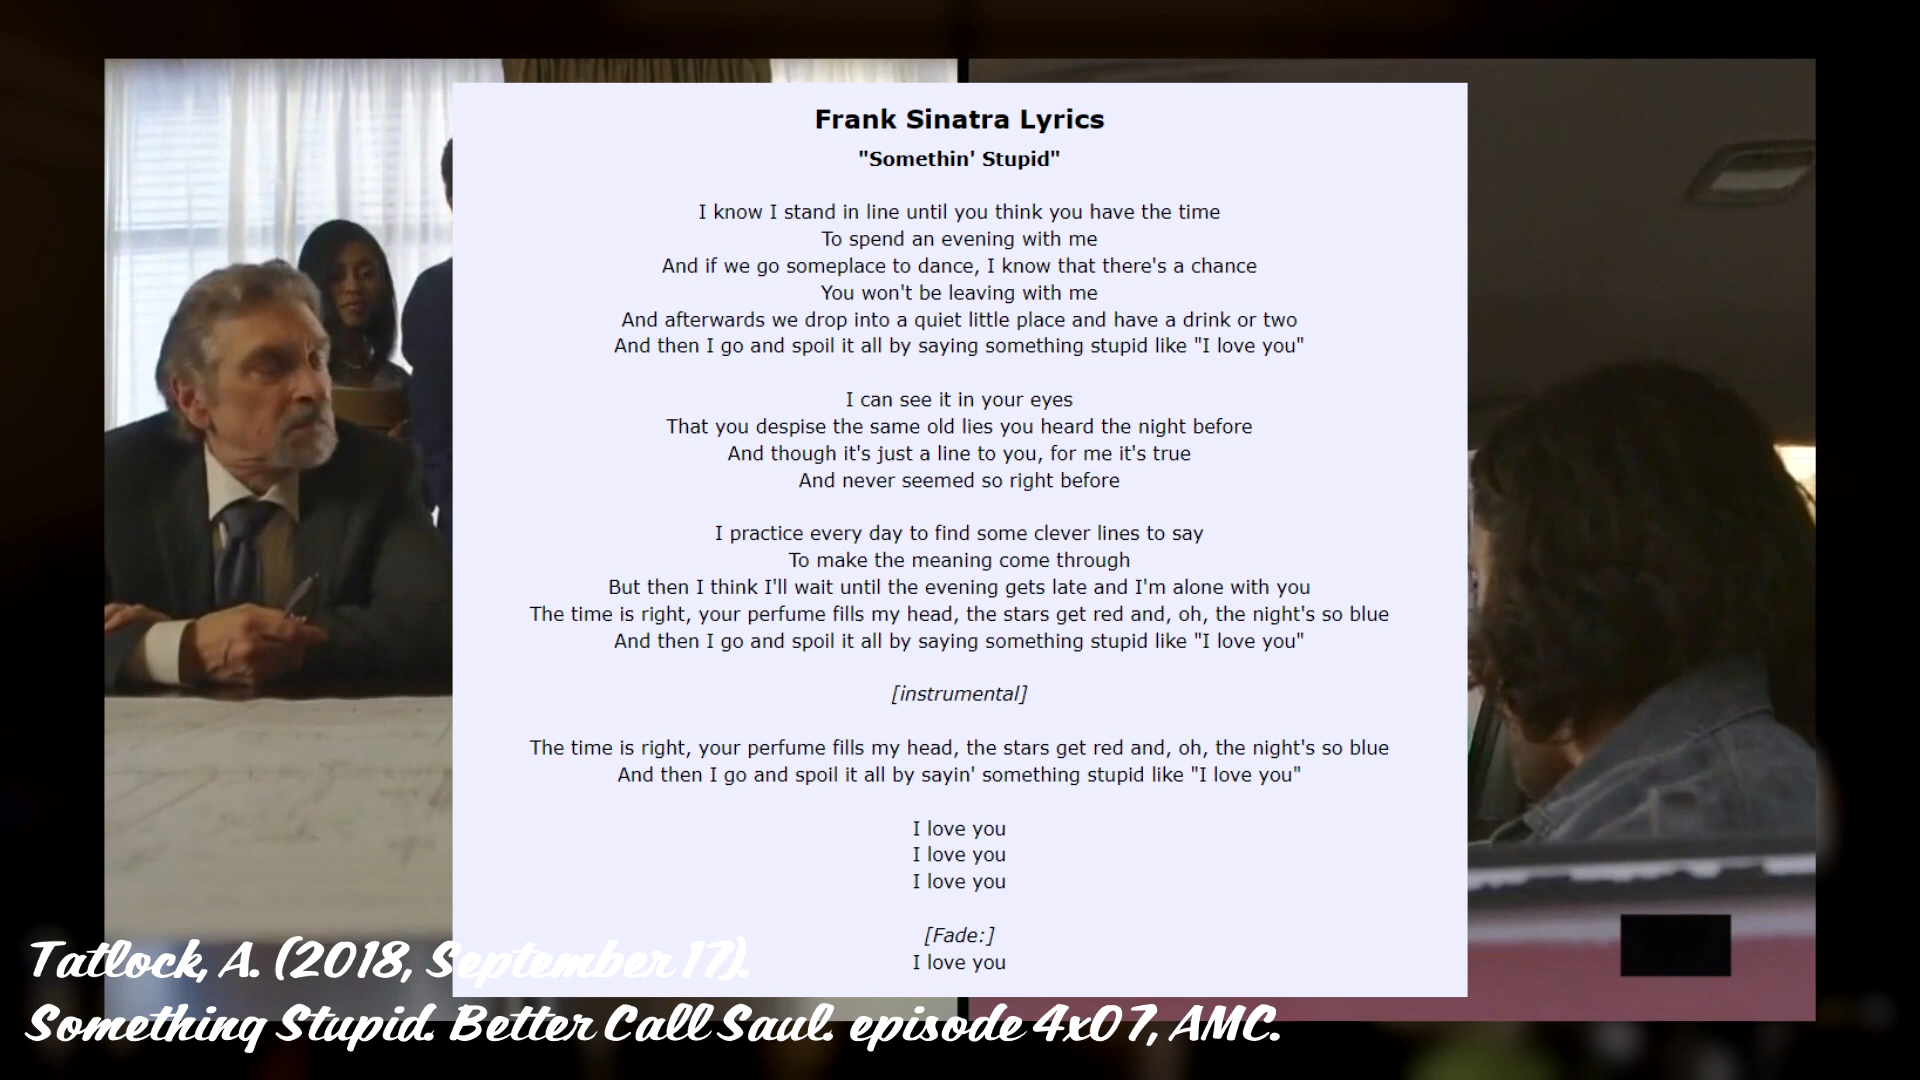 Frank Sinatra Lyrics
"Somethin' Stupid"
I know I stand in line until you think you have the time
To spend an evening with me
And if we go someplace to dance, I know that there's a chance
You won't be leaving with me
And afterwards we drop into a quiet little place and have a drink or two
And then I go and spoil it all by saying something stupid like "I love you"
I can see it in your eyes
That you despise the same old lies you heard the night before
And though it's just a line to you, for me it's true
And never seemed so right before
I practice every day to find some clever lines to say
To make the meaning come through
But then I think I'll wait until the evening gets late and I'm alone with you
The time is right, your perfume fills my head, the stars get red and, oh, the night's so blue
And then I go and spoil it all by saying something stupid like "I love you"
[instrumental]
The time is right, your perfume fills my head, the stars get red and, oh, the night's so blue
And then I go and spoil it all by sayin' something stupid like "I love you"
I love you
I love you
I love you
[Fade:]
I love you
Tatlock, A. (2018, September 17).
Something Stupid. Better Call Saul. episode 4x07, AMC.